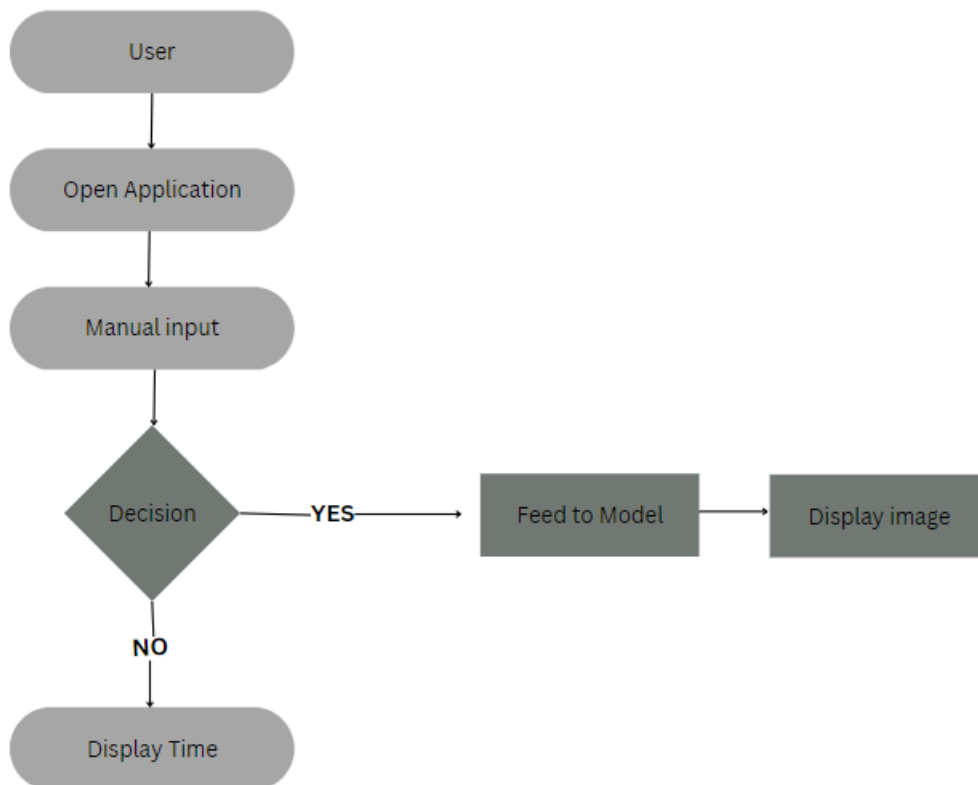 User
Open Application
Manual input
Decision
YES
Feed to Model
Display image
NO
Display Time